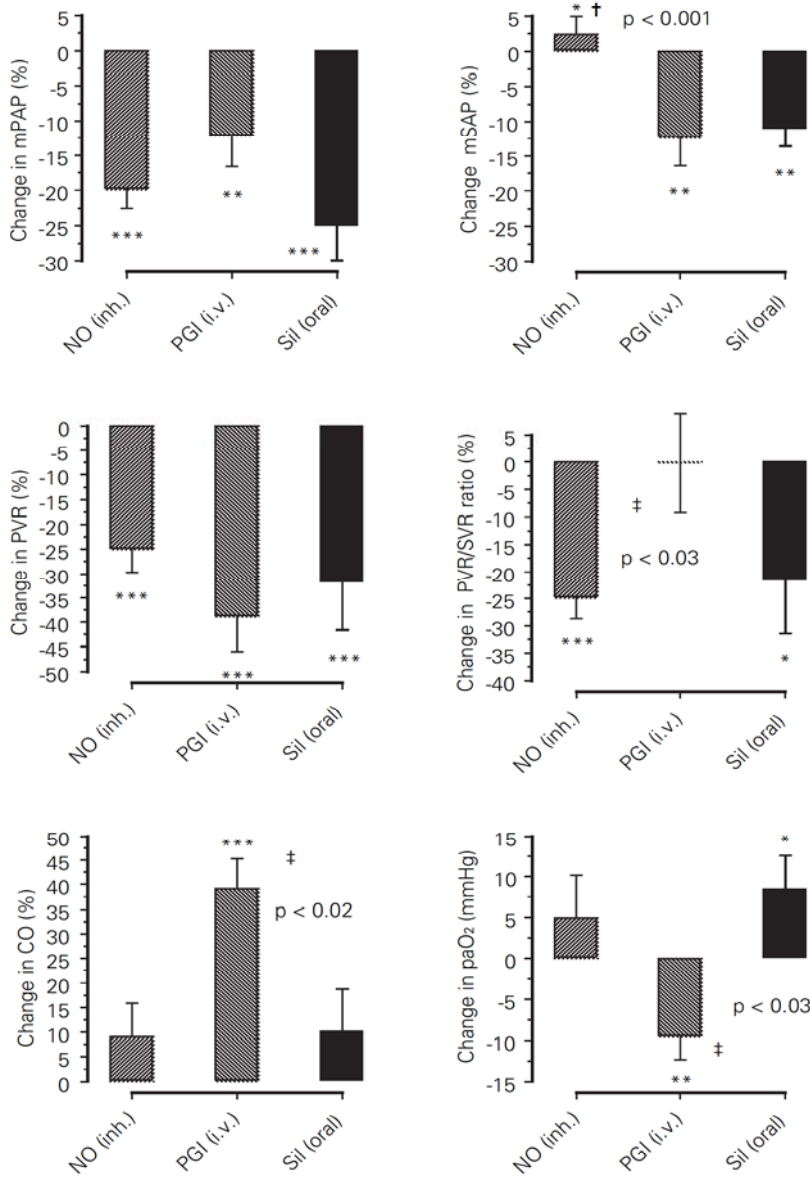 Change in mPAP (%)
5
0
-5
-10
-15
-20
-25
-30
***
**
***
NO (inh.)
PGI (i.v.)
Sil (oral)
Change mSAP (%)
5
0
-5
-10
-15
-20
-25
-30
* †
p < 0.001
**
**
NO (inh.)
PGI (i.v.)
Sil (oral)
Change in PVR (%)
0
-5
-10
-15
-20
-25
-30
-35
-40
-45
-50
***
***
***
NO (inh.)
PGI (i.v.)
Sil (oral)
Change in PVR/SVR ratio (%)
5
0
-5
-10
-15
-20
-25
-30
-35
-40
‡
p < 0.03
***
*
NO (inh.)
PGI (i.v.)
Sil (oral)
Change in CO (%)
50
45
40
35
30
25
20
15
10
5
0
***
‡
p < 0.02
NO (inh.)
PGI (i.v.)
Sil (oral)
Change in paO₂ (mmHg)
15
10
5
0
-5
-10
-15
*
p < 0.03
‡
**
NO (inh.)
PGI (i.v.)
Sil (oral)